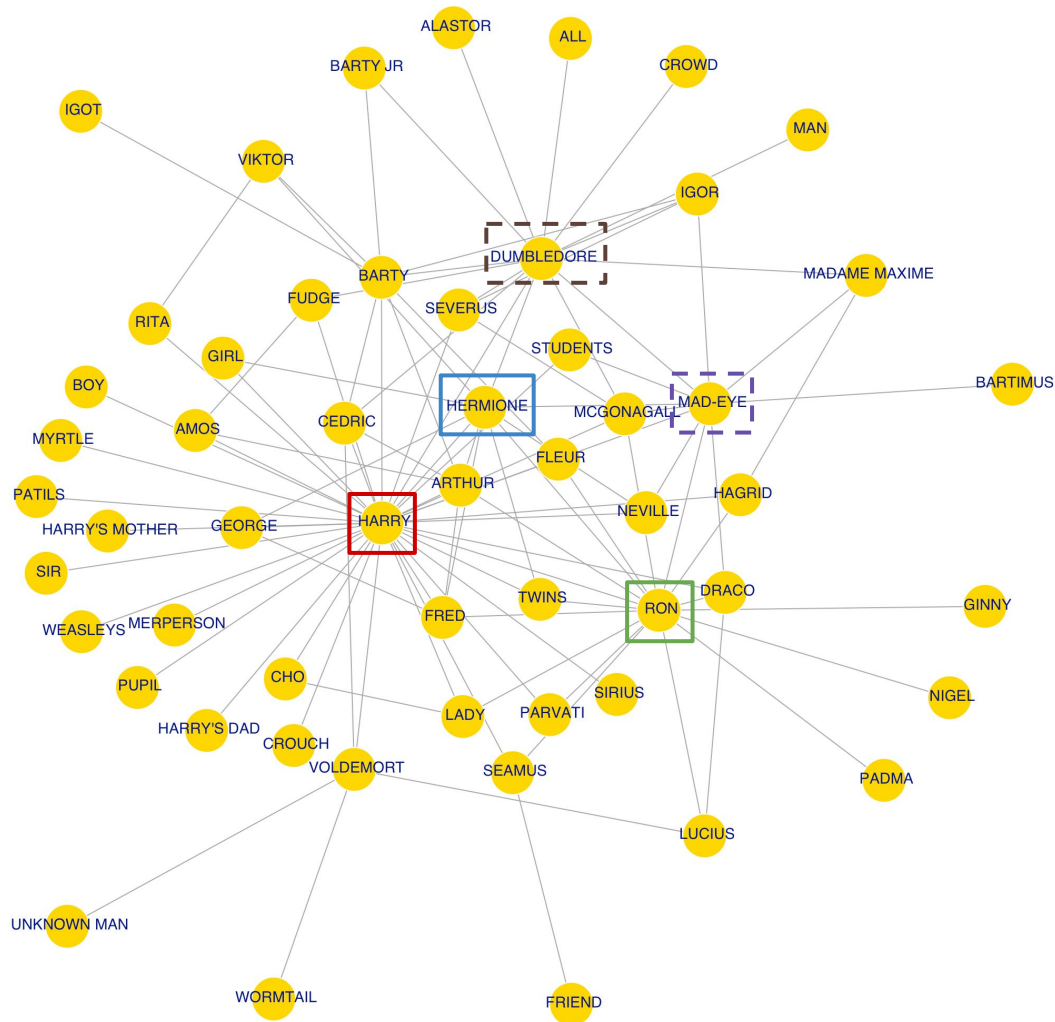 ALASTOR
ALL
BARTY JR
CROWD
IGOT
MAN
VIKTOR
IGOR
DUMBLEDORE
BARTY
MADAME MAXIME
FUDGE
SEVERUS
RITA
STUDENTS
GIRL
BOY
BARTIMUS
HERMIONE
MCGONAGALL
MAD-EYE
CEDRIC
AMOS
MYRTLE
FLEUR
ARTHUR
PATILS
HAGRID
HARRY'S MOTHER
GEORGE
HARRY
NEVILLE
SIR
DRACO
TWINS
RON
GINNY
FRED
WEASLEYS
MERPERSON
CHO
PUPIL
SIRIUS
NIGEL
LADY
PARVATI
HARRY'S DAD
CROUCH
VOLDEMORT
SEAMUS
PADMA
LUCIUS
UNKNOWN MAN
WORMTAIL
FRIEND